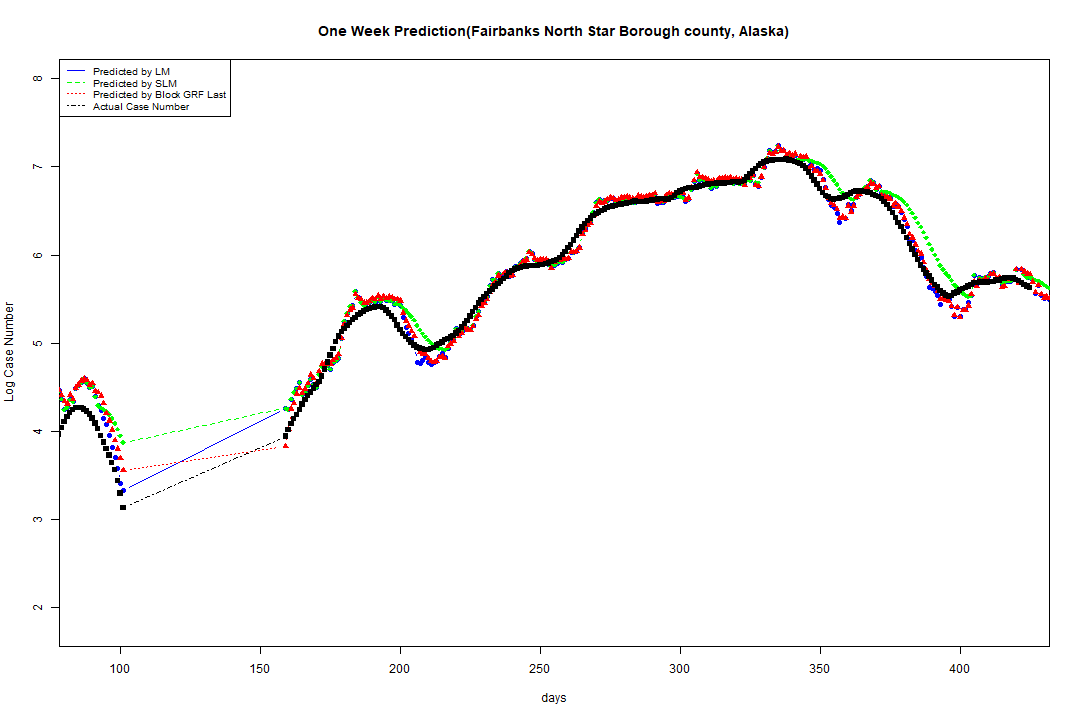 One Week Prediction(Fairbanks North Star Borough county, Alaska)
Predicted by LM
Predicted by SLM
Predicted by Block GRF Last
Actual Case Number
8
7
6
5
4
3
2
Log Case Number
100 150 200 250 300 350 400
days